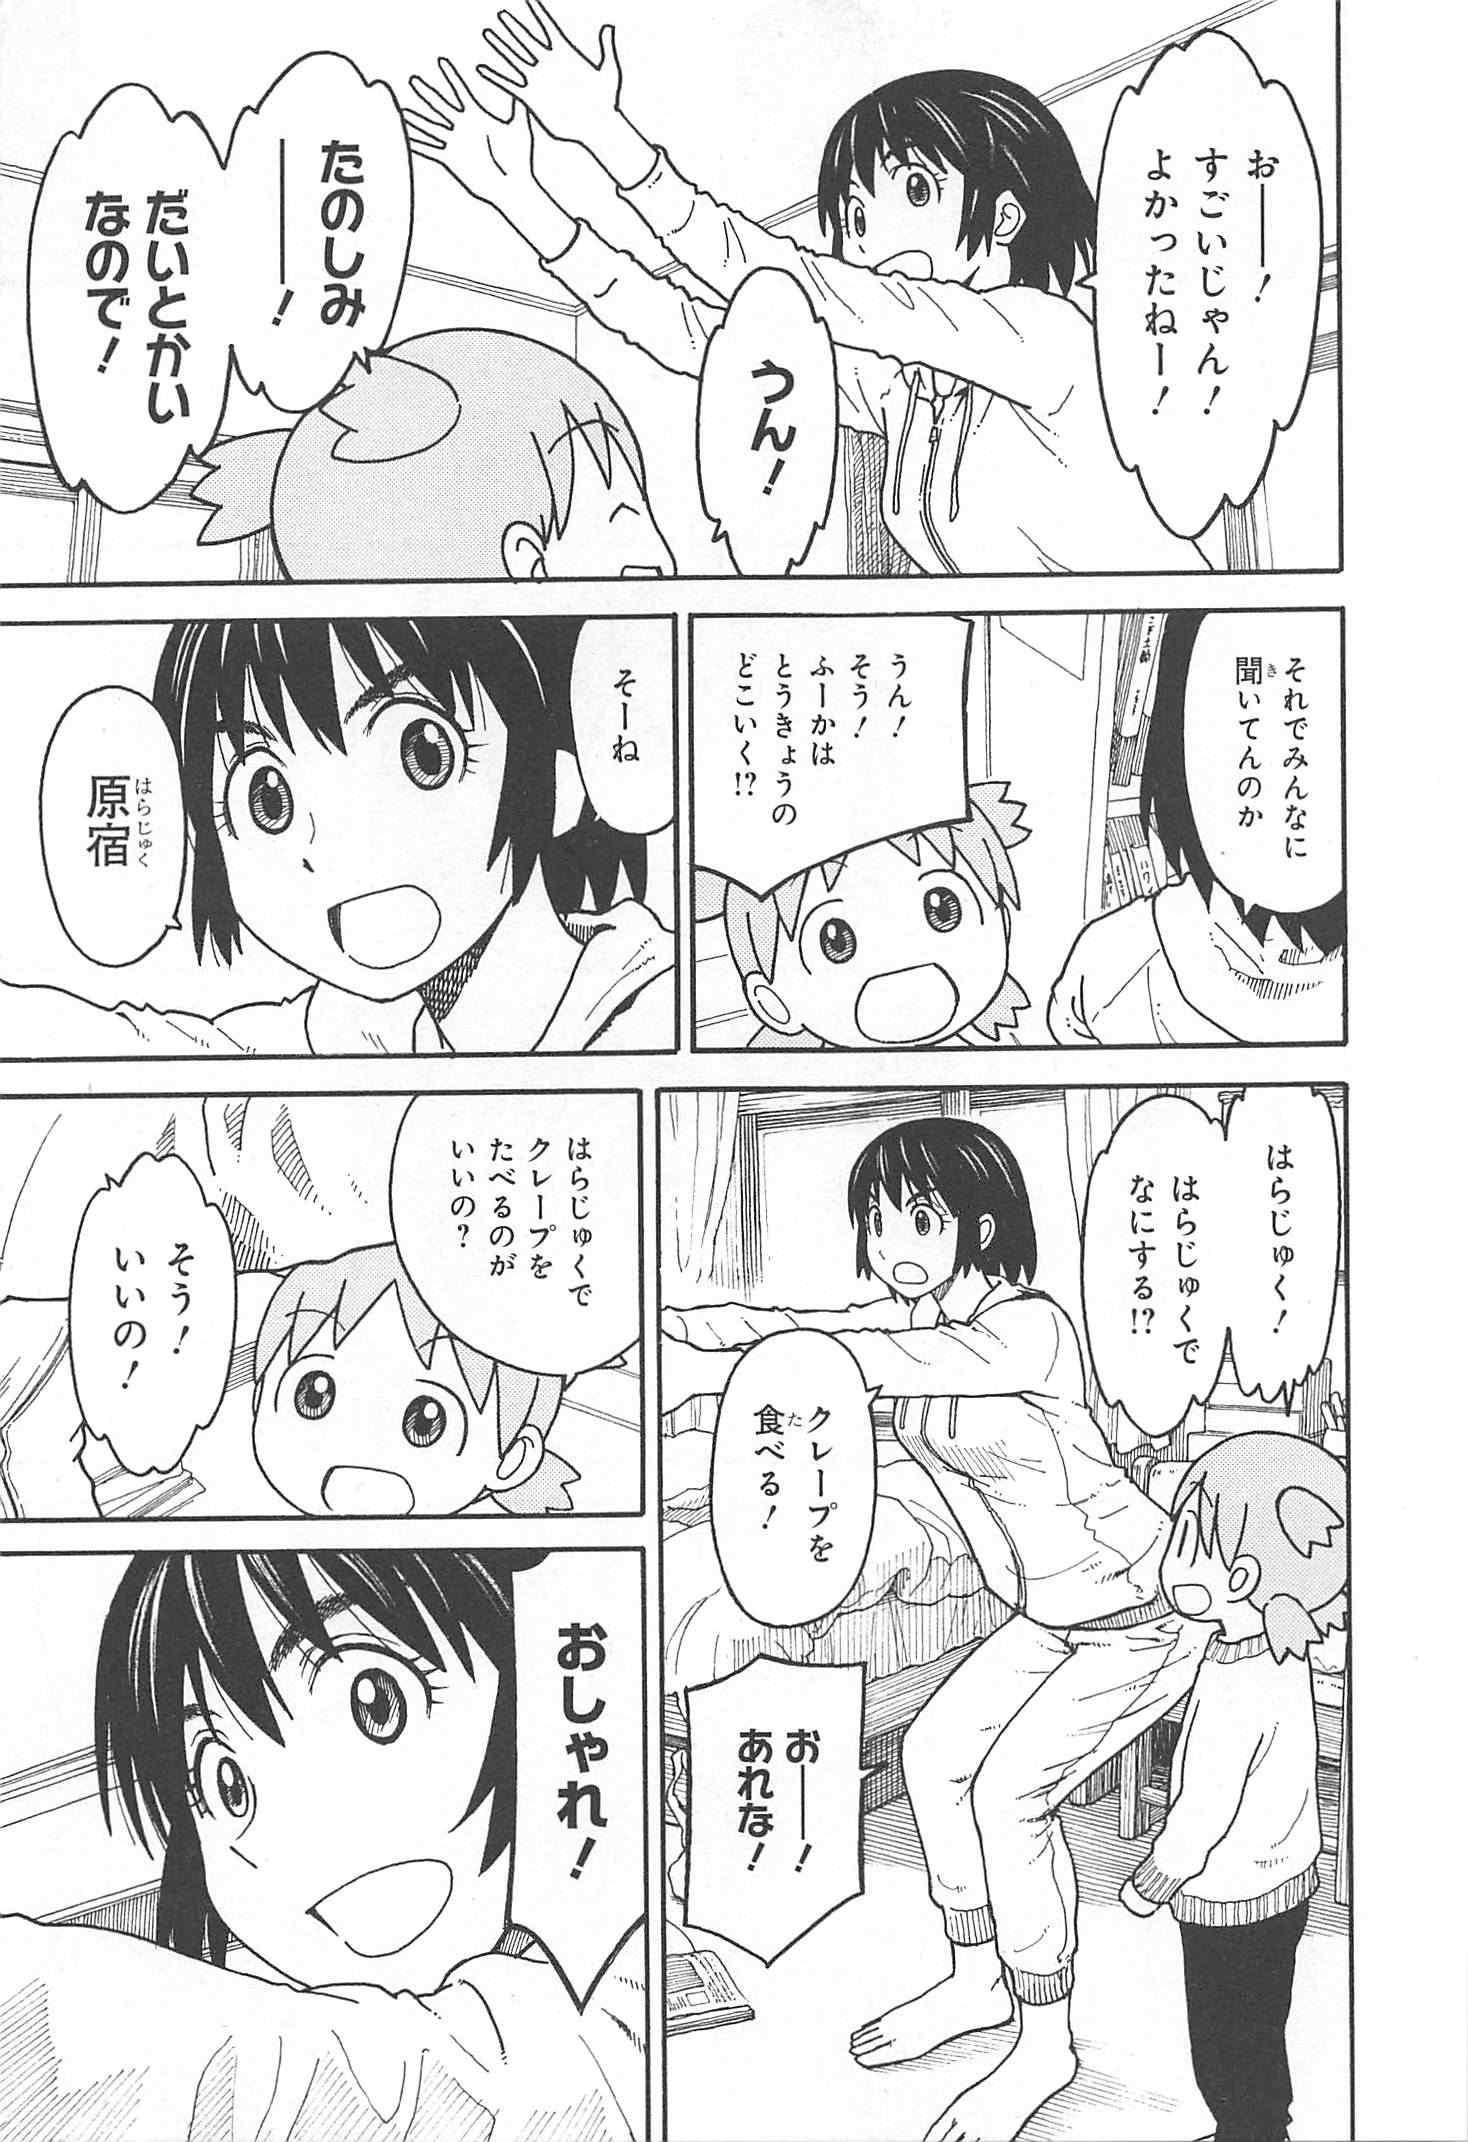 おーー！
すごいじゃん！
よかったねー！
うん！
たのしみ
ーー！
だいとかい
なので！
それでみんなに
聞いてんのか
うん！
そう！
ふーかは
とうきょうの
どこいく!?
そーね
原宿
はらじゅく！
はらじゅくで
なにする!?
クレープを
食べる！
おーー！
あれな！
はらじゅくで
クレープを
たべるのが
いいの？
そう！
いいの！
おしゃれ！